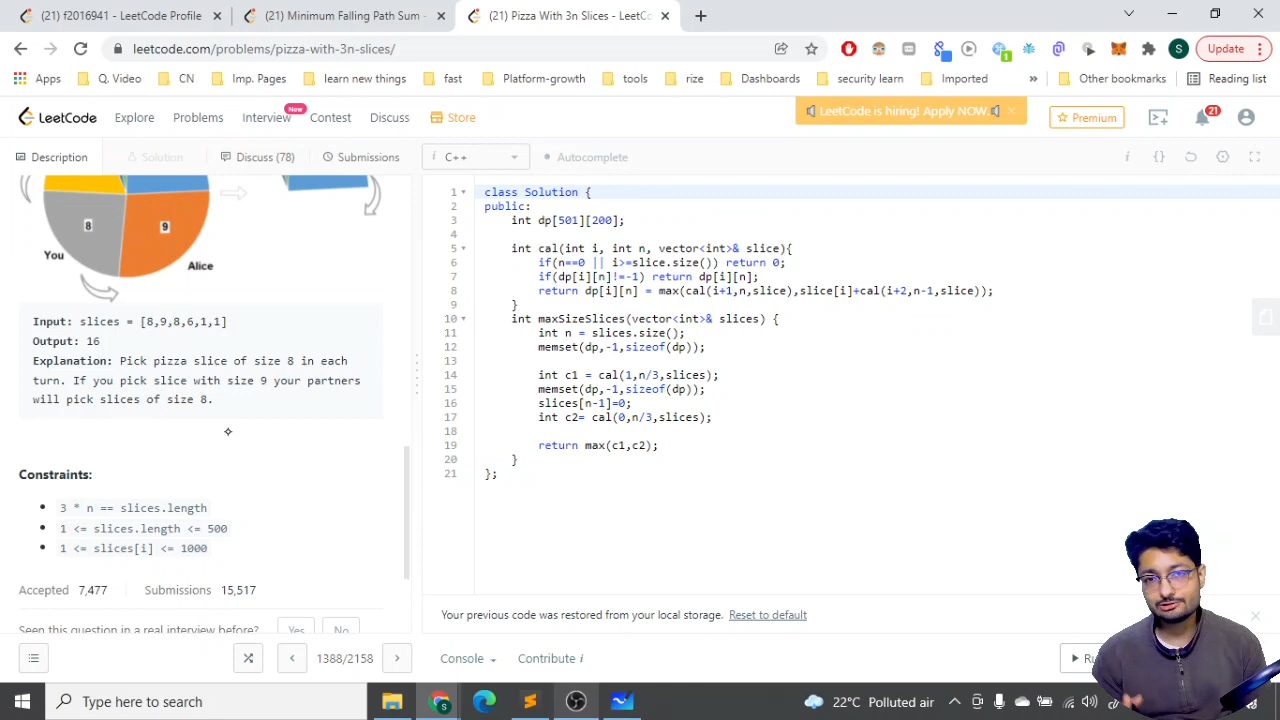 (21) f2016941 - LeetCode Profile
(21) Minimum Falling Path Sum -
(21) Pizza With 3n Slices - LeetCo
leetcode.com/problems/pizza-with-3n-slices/
S
Update
Apps
Q. Video
CN
Imp. Pages
learn new things
fast
Platform-growth
tools
rize
Dashboards
security learn
Imported
»
Other bookmarks
Reading list
LeetCode
Explore
Problems
Interview
New
Contest
Discuss
Store
LeetCode is hiring! Apply NOW.
Premium
21
Description
Solution
Discuss (78)
Submissions
i C++
Autocomplete
8
9
You
Alice
Input: slices = [8,9,8,6,1,1]
Output: 16
Explanation: Pick pizza slice of size 8 in each
turn. If you pick slice with size 9 your partners
will pick slices of size 8.
Constraints:
3 * n == slices.length
1 <= slices.length <= 500
1 <= slices[i] <= 1000
Accepted 7,477
Submissions 15,517
Seen this question in a real interview before?
Yes
No
1 class Solution {
2 public:
3 int dp[501][200];
4
5 int cal(int i, int n, vector<int>& slice){
6 if(n==0 || i>=slice.size()) return 0;
7 if(dp[i][n]!=-1) return dp[i][n];
8 return dp[i][n] = max(cal(i+1,n,slice),slice[i]+cal(i+2,n-1,slice));
9 }
10 int maxSizeSlices(vector<int>& slices) {
11 int n = slices.size();
12 memset(dp,-1,sizeof(dp));
13
14 int c1 = cal(1,n/3,slices);
15 memset(dp,-1,sizeof(dp));
16 slices[n-1]=0;
17 int c2= cal(0,n/3,slices);
18
19 return max(c1,c2);
20 }
21 };
Your previous code was restored from your local storage. Reset to default
1388/2158
Console
Contribute i
Type here to search
22°C Polluted air